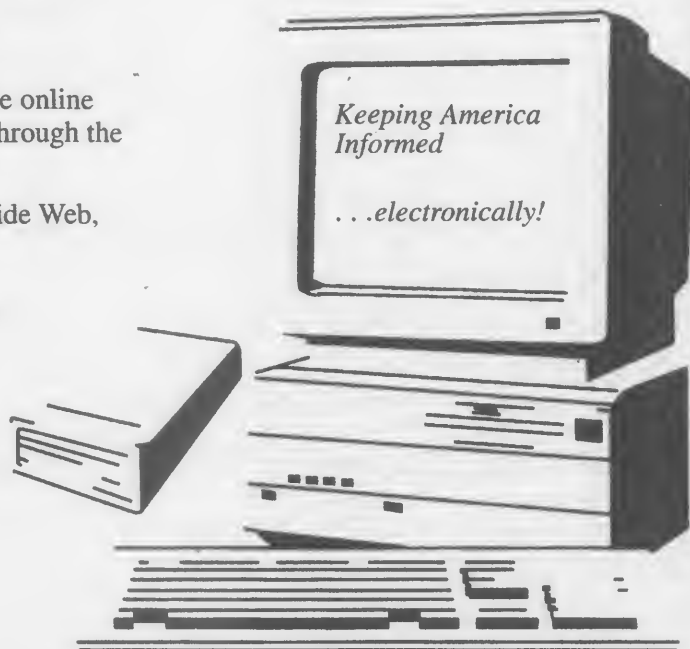 e online
hrough the
ide Web,
Keeping America
Informed
. . .electronically!